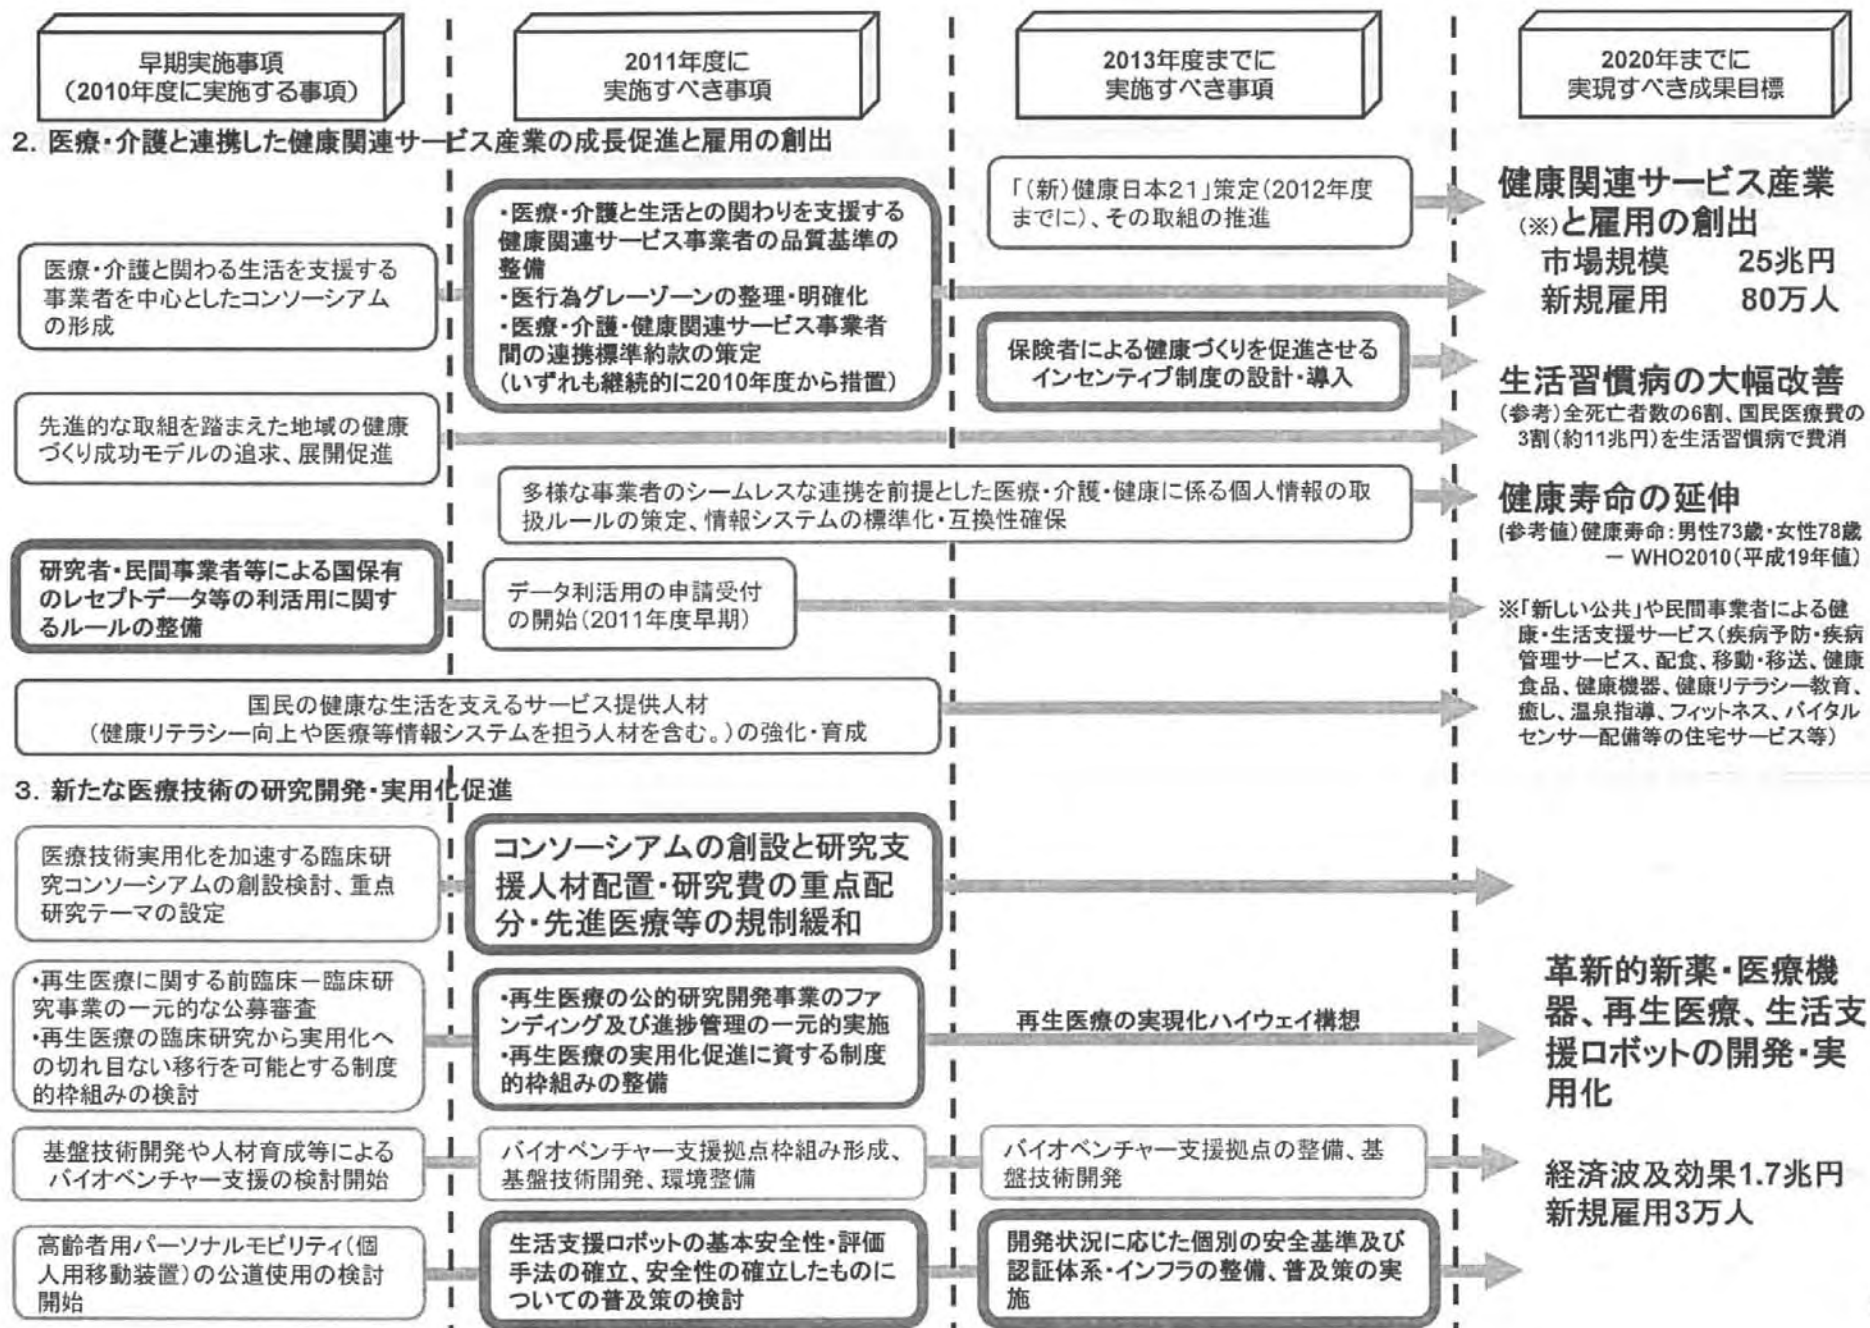 早期実施事項
（2010年度に実施する事項）
2011年度に
実施すべき事項
2013年度までに
実施すべき事項
2020年までに
実現すべき成果目標
2．医療・介護と連携した健康関連サービス産業の成長促進と雇用の創出
医療・介護と関わる生活を支援する
事業者を中心としたコンソーシアム
の形成
・医療・介護と生活との関わりを支援する
健康関連サービス事業者の品質基準の
整備
・医行為グレーゾーンの整理・明確化
・医療・介護・健康関連サービス事業者
間の連携標準約款の策定
（いずれも継続的に2010年度から措置）
「（新）健康日本21」策定（2012年度
までに）、その取組の推進
保険者による健康づくりを促進させる
インセンティブ制度の設計・導入
先進的な取組を踏まえた地域の健康
づくり成功モデルの追求、展開促進
多様な事業者のシームレスな連携を前提とした医療・介護・健康に係る個人情報の取
扱ルールの策定、情報システムの標準化・互換性確保
研究者・民間事業者等による国保有
のレセプトデータ等の利活用に関す
るルールの整備
データ利活用の申請受付
の開始（2011年度早期）
国民の健康な生活を支えるサービス提供人材
（健康リテラシー向上や医療等情報システムを担う人材を含む。）の強化・育成
健康関連サービス産業
（※）と雇用の創出
市場規模 25兆円
新規雇用 80万人
生活習慣病の大幅改善
（参考）全死亡者数の6割、国民医療費の
3割（約11兆円）を生活習慣病で費消
健康寿命の延伸
(参考値)健康寿命：男性73歳・女性78歳
－ WHO2010（平成19年値）
※「新しい公共」や民間事業者による健
康・生活支援サービス（疾病予防・疾病
管理サービス、配食、移動・移送、健康
食品、健康機器、健康リテラシー教育、
癒し、温泉指導、フィットネス、バイタル
センサー配備等の住宅サービス等）
3．新たな医療技術の研究開発・実用化促進
医療技術実用化を加速する臨床研
究コンソーシアムの創設検討、重点
研究テーマの設定
コンソーシアムの創設と研究支
援人材配置・研究費の重点配
分・先進医療等の規制緩和
・再生医療に関する前臨床－臨床研
究事業の一元的な公募審査
・再生医療の臨床研究から実用化へ
の切れ目ない移行を可能とする制度
的枠組みの検討
・再生医療の公的研究開発事業のファ
ンディング及び進捗管理の一元的実施
・再生医療の実用化促進に資する制度
的枠組みの整備
再生医療の実現化ハイウェイ構想
基盤技術開発や人材育成等による
バイオベンチャー支援の検討開始
バイオベンチャー支援拠点枠組み形成、
基盤技術開発、環境整備
バイオベンチャー支援拠点の整備、基
盤技術開発
高齢者用パーソナルモビリティ（個
人用移動装置）の公道使用の検討
開始
生活支援ロボットの基本安全性・評価
手法の確立、安全性の確立したものに
ついての普及策の検討
開発状況に応じた個別の安全基準及び
認証体系・インフラの整備、普及策の実
施
革新的新薬・医療機
器、再生医療、生活支
援ロボットの開発・実
用化
経済波及効果1.7兆円
新規雇用3万人